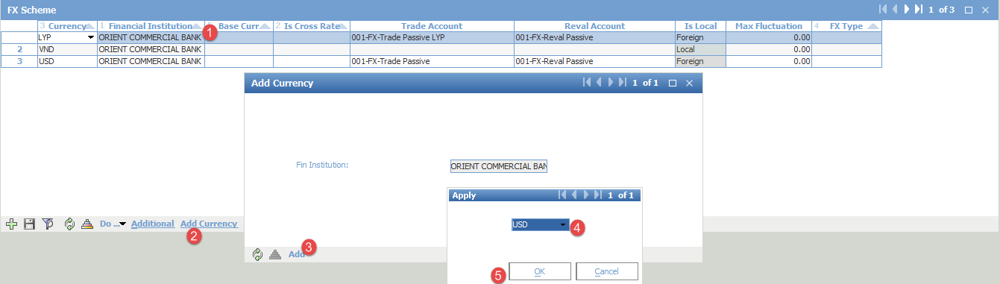 FX Scheme 1 of 3
3 Currency 1 Financial Institution Base Curr 2 Is Cross Rate Trade Account Reval Account Is Local Max Fluctuation 4 FX Type
1
LYP ORIENT COMMERCIAL BANK 001-FX-Trade Passive LYP 001-FX-Reval Passive Foreign 0.00
2 VND ORIENT COMMERCIAL BANK Local 0.00
3 USD ORIENT COMMERCIAL BANK 001-FX-Trade Passive 001-FX-Reval Passive Foreign 0.00
Add Currency 1 of 1
Fin Institution: ORIENT COMMERCIAL BAN
Apply 1 of 1
USD 4
Do ... Additional Add Currency
2
3
Add
5 OK Cancel